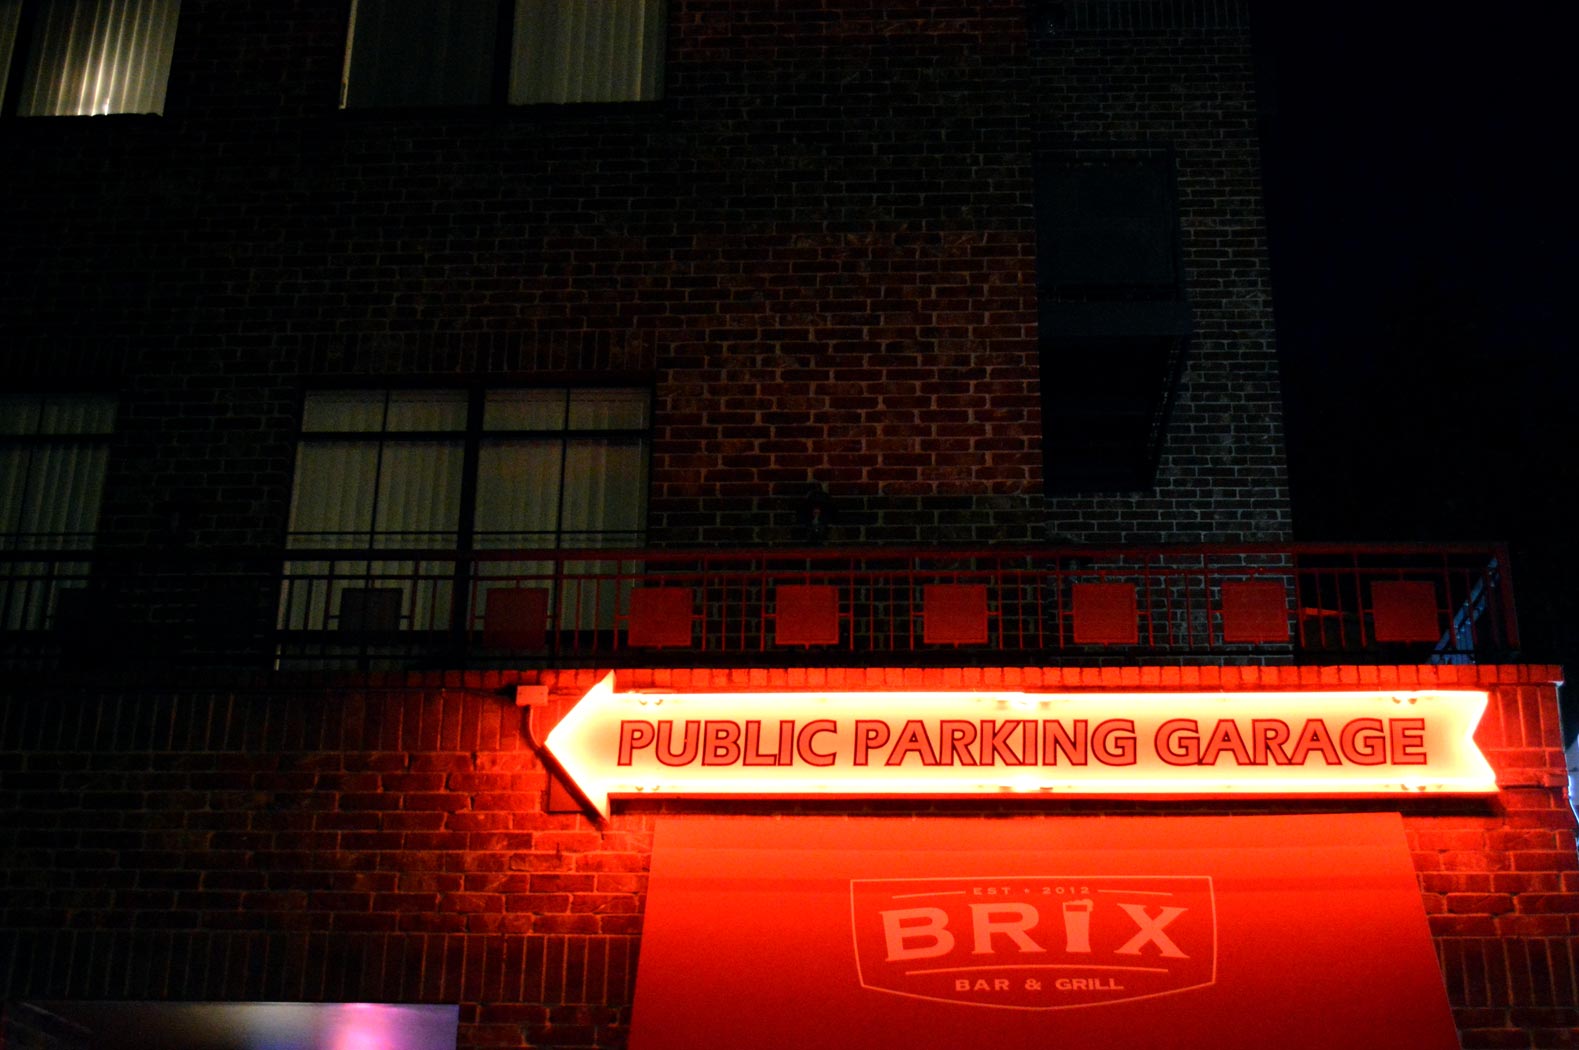 PUBLIC PARKING GARAGE
EST • 2012
BRIX
BAR & GRILL